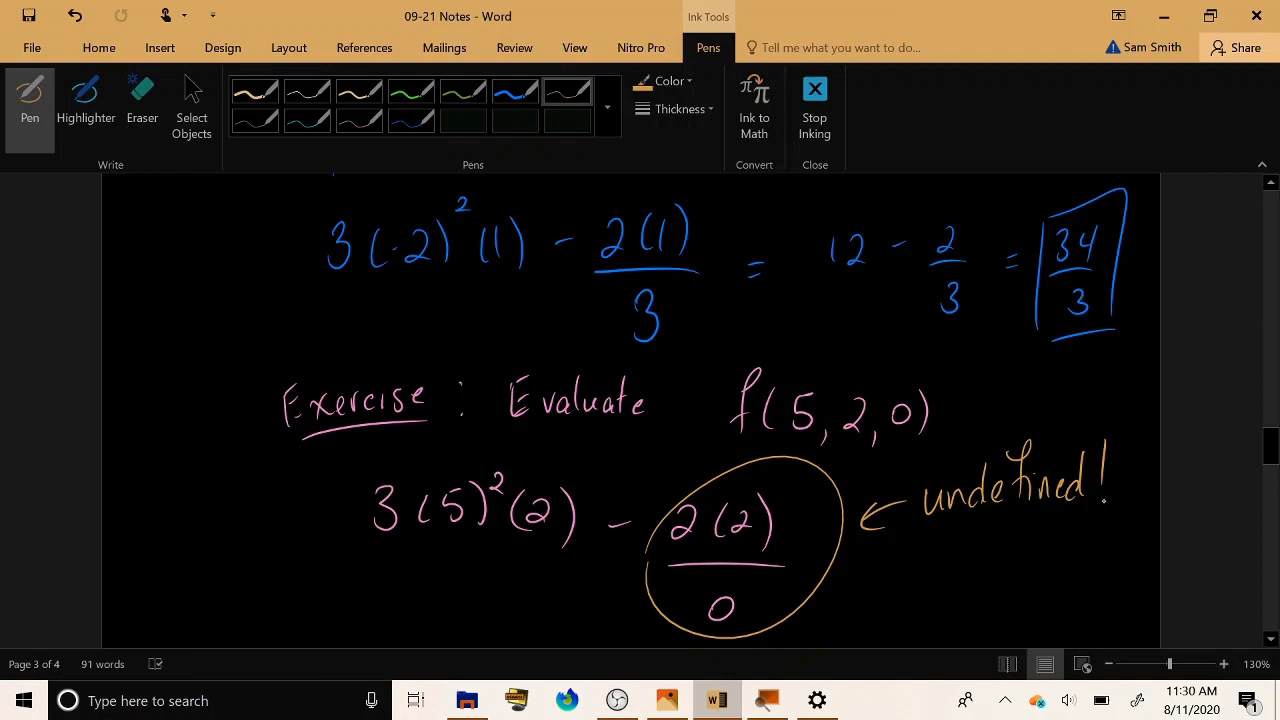 09-21 Notes - Word
Ink Tools
File Home Insert Design Layout References Mailings Review View Nitro Pro Pens Tell me what you want to do... Sam Smith Share
Pen Highlighter Eraser Select Objects
Color
Thickness
Ink to Math
Stop Inking
Write Pens Convert Close
3(-2)²(1) - 2(1)/3 = 12 - 2/3 = 34/3
Exercise: Evaluate f(5,2,0)
3(5)²(2) - 2(2)/0 ← undefined!
Page 3 of 4 91 words 130%
Type here to search
11:30 AM
8/11/2020
1